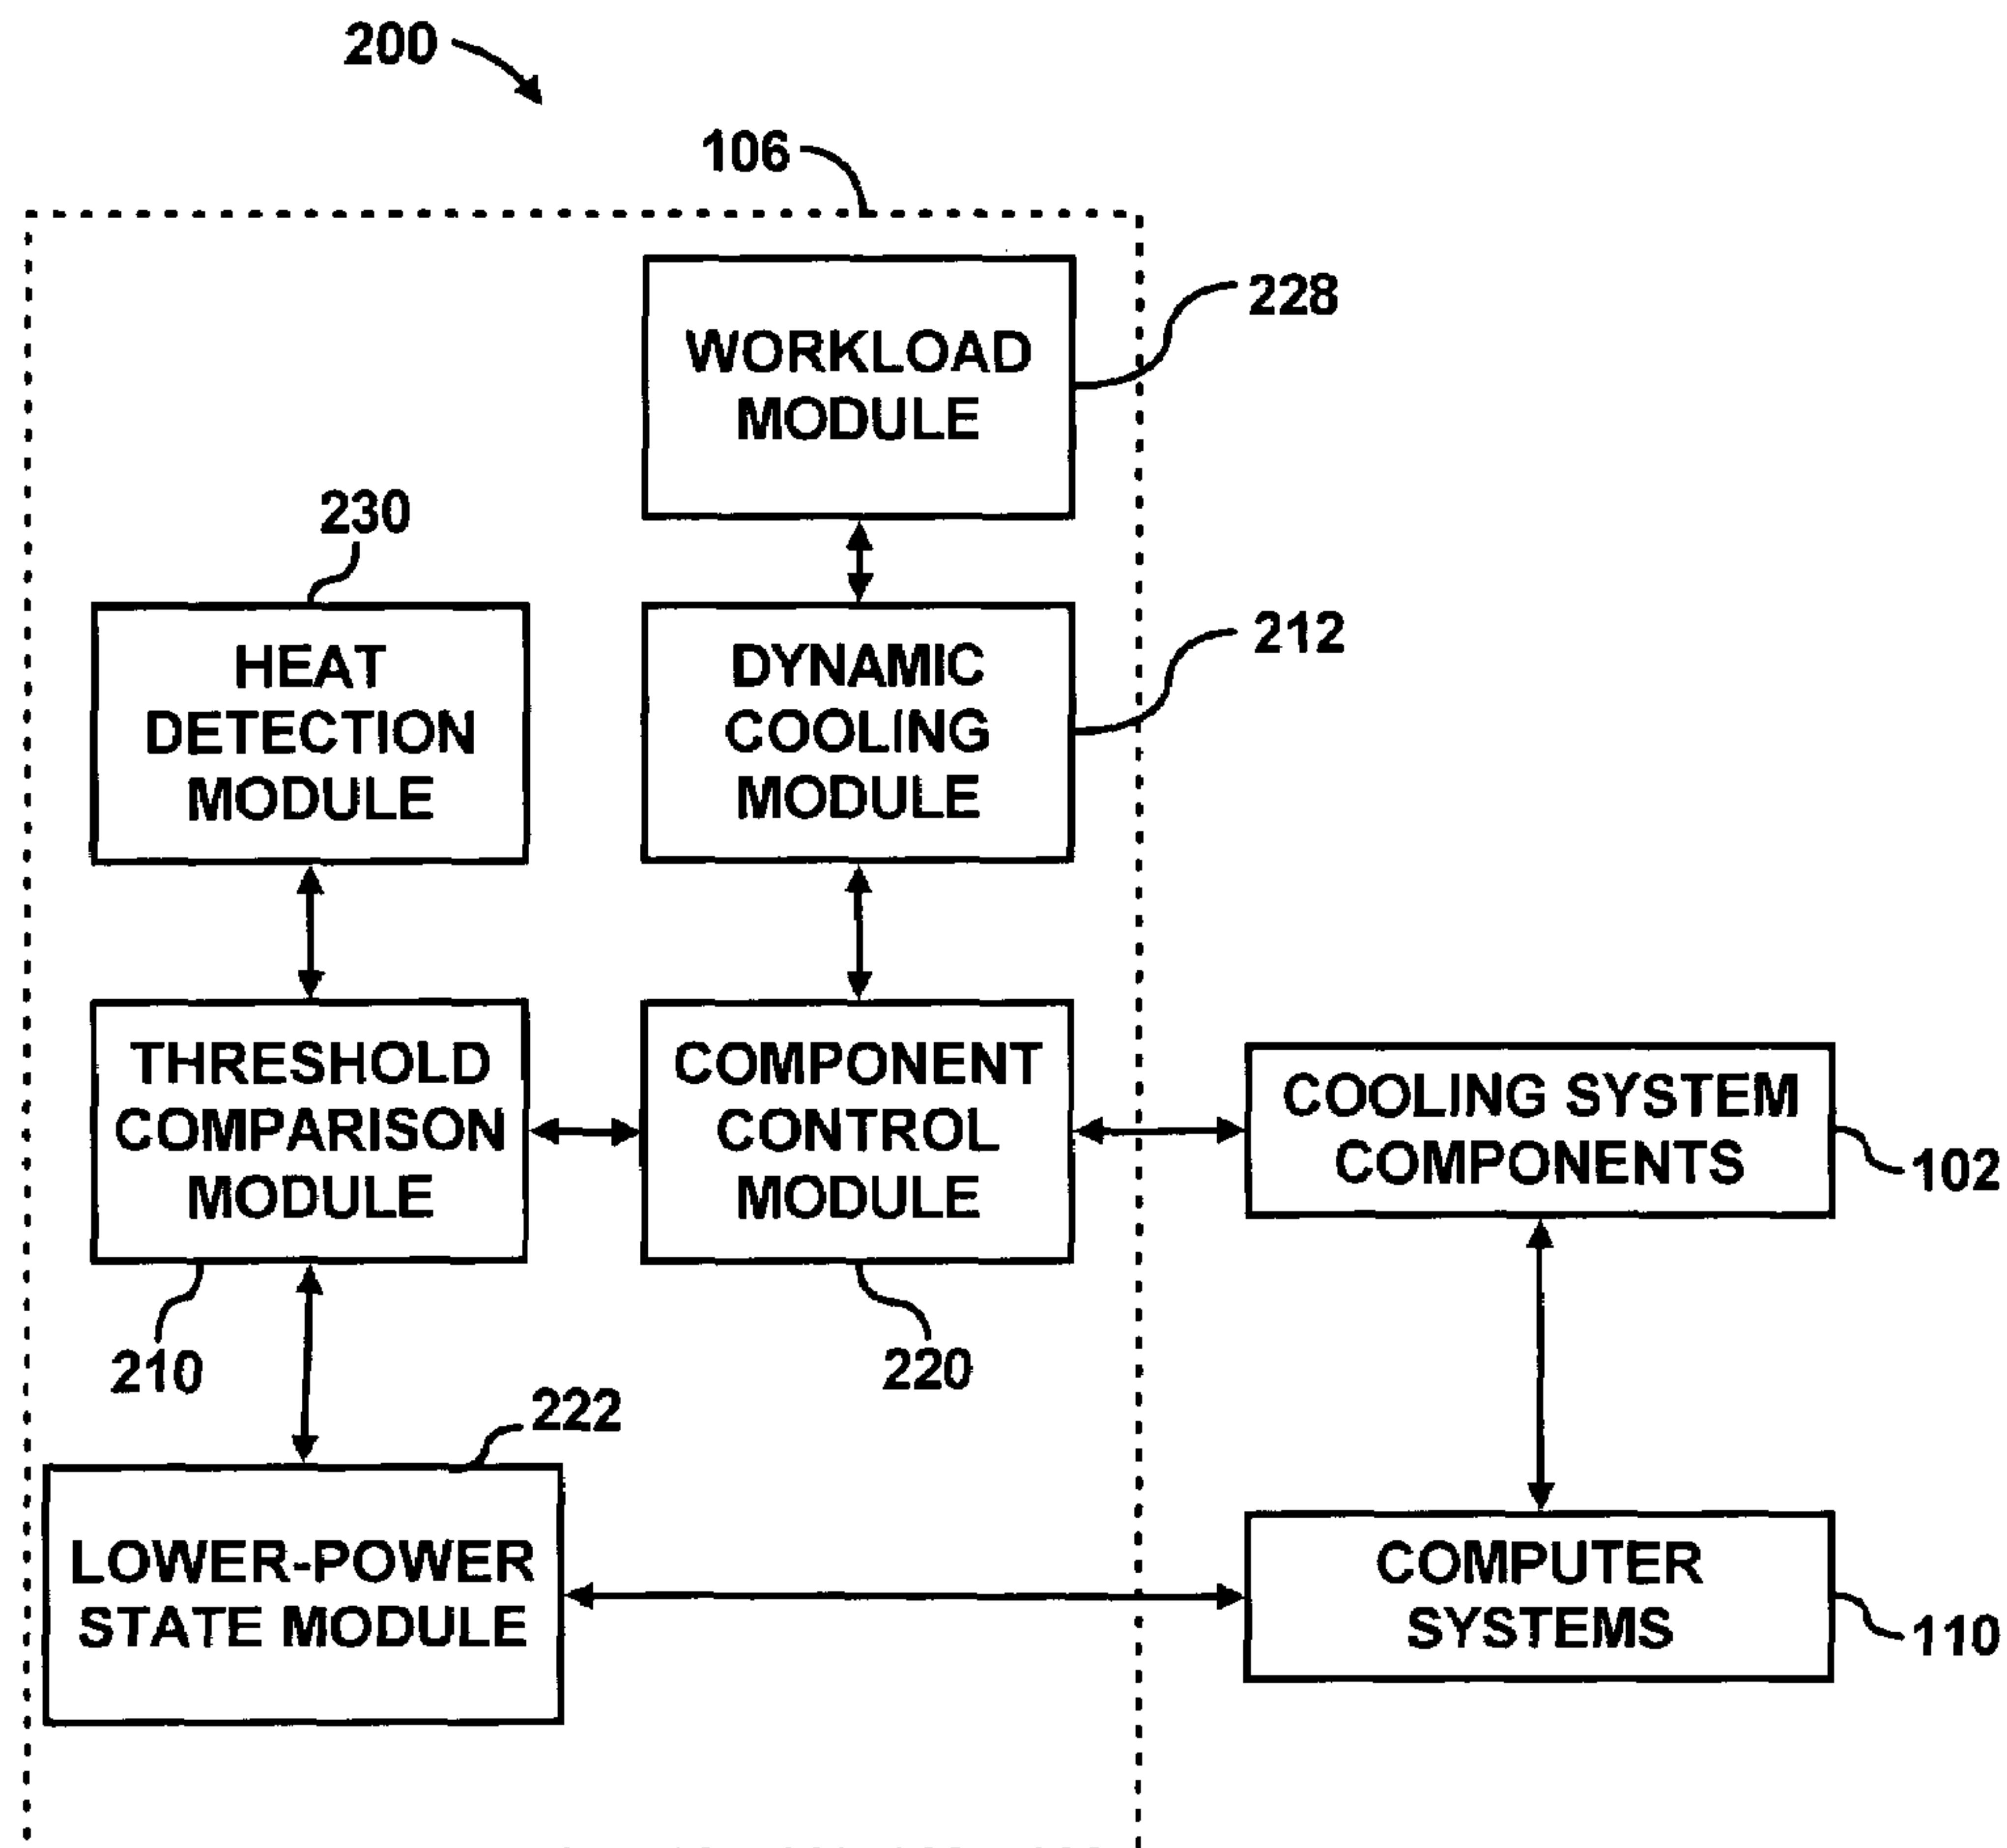 200
106
WORKLOAD
MODULE
228
230
HEAT
DETECTION
MODULE
DYNAMIC
COOLING
MODULE
212
THRESHOLD
COMPARISON
MODULE
COMPONENT
CONTROL
MODULE
COOLING SYSTEM
COMPONENTS
102
210
220
222
LOWER-POWER
STATE MODULE
COMPUTER
SYSTEMS
110